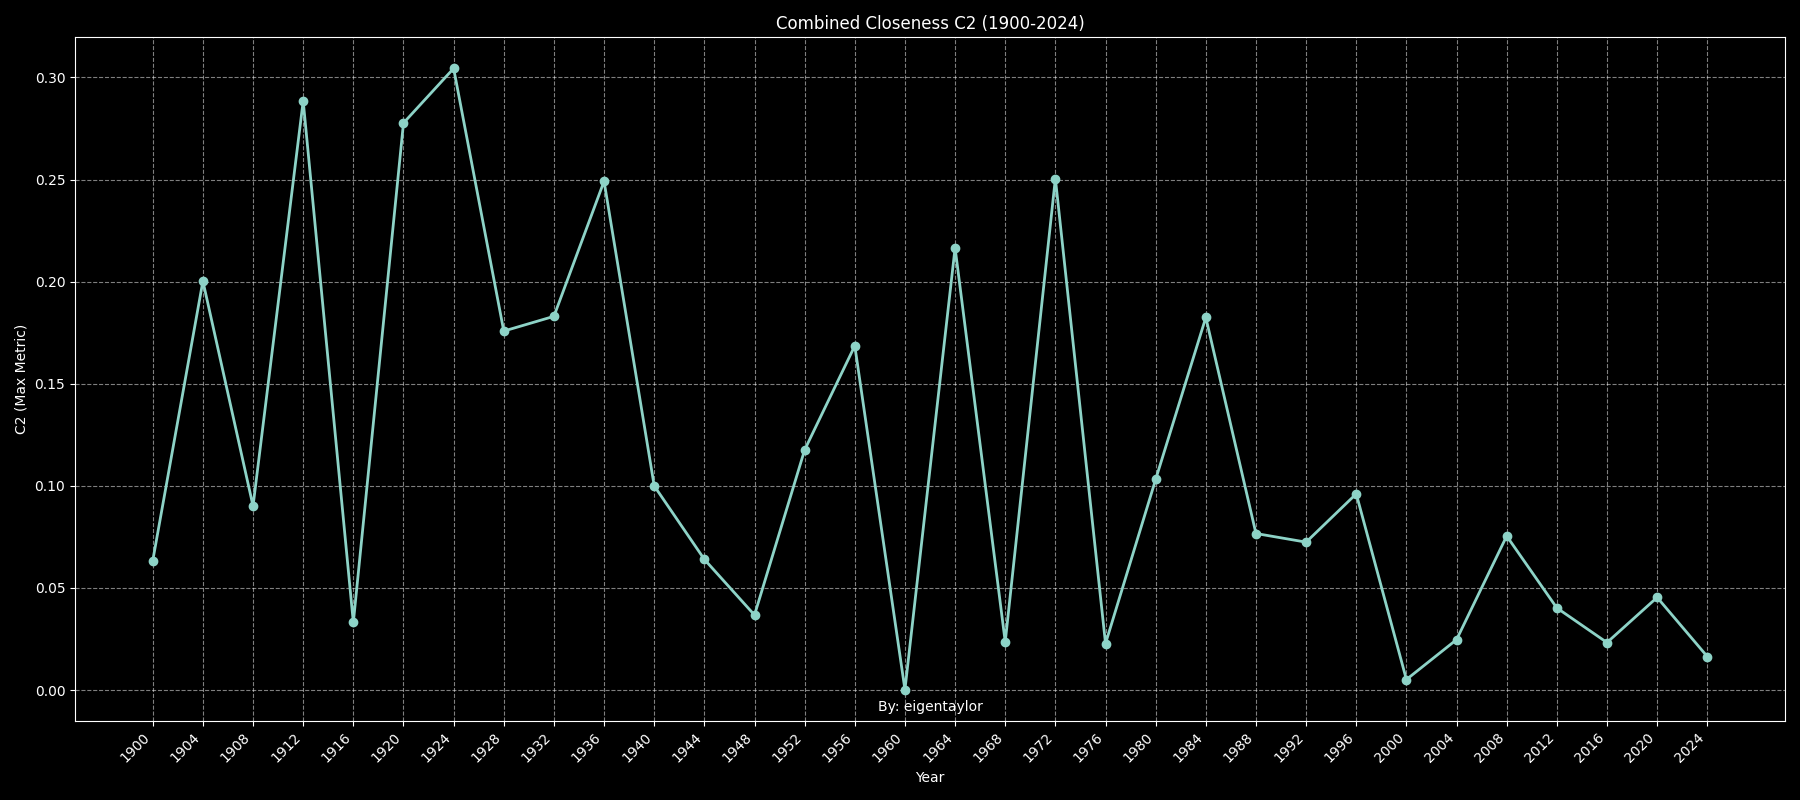 Combined Closeness C2 (1900-2024)
C2 (Max Metric)
0.30
0.25
0.20
0.15
0.10
0.05
0.00
By: eigentaylor
1900 1904 1908 1912 1916 1920 1924 1928 1932 1936 1940 1944 1948 1952 1956 1960 1964 1968 1972 1976 1980 1984 1988 1992 1996 2000 2004 2008 2012 2016 2020 2024
Year